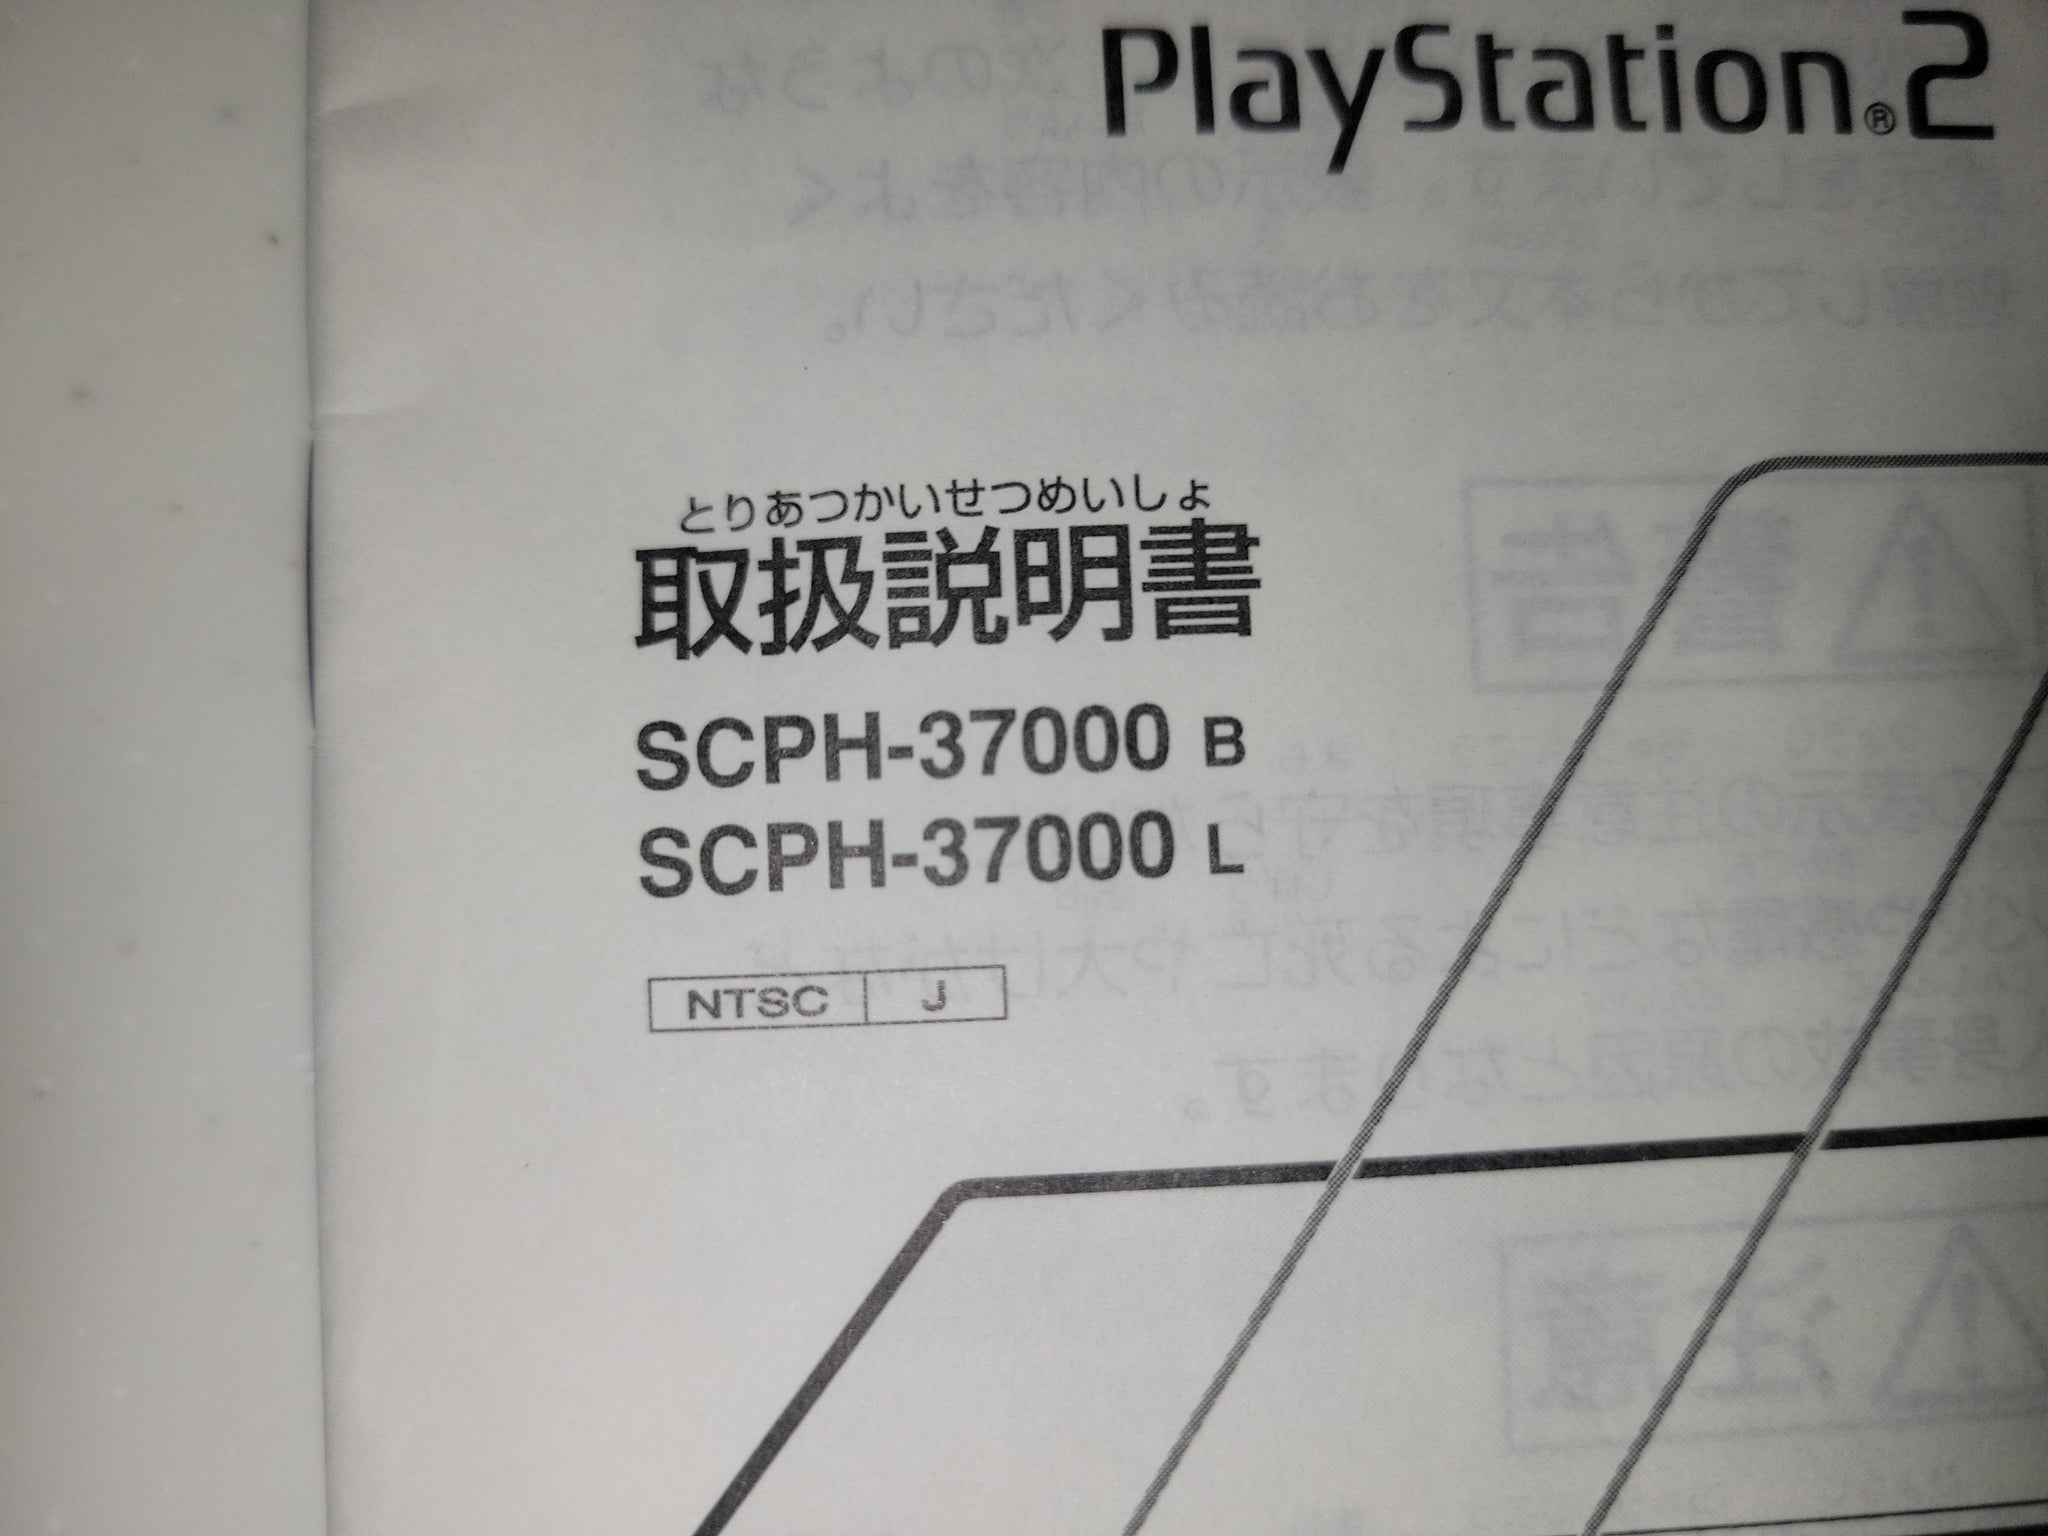 PlayStation®2
とりあつかいせつめいしょ
取扱説明書
SCPH-37000 B
SCPH-37000 L
NTSC J